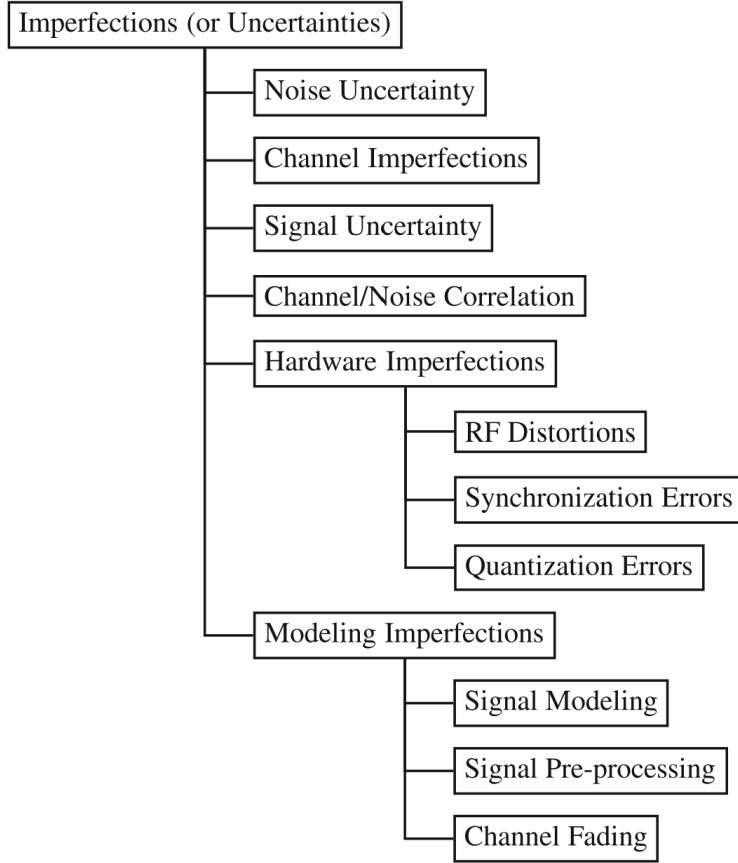 Imperfections (or Uncertainties)
Noise Uncertainty
Channel Imperfections
Signal Uncertainty
Channel/Noise Correlation
Hardware Imperfections
RF Distortions
Synchronization Errors
Quantization Errors
Modeling Imperfections
Signal Modeling
Signal Pre-processing
Channel Fading